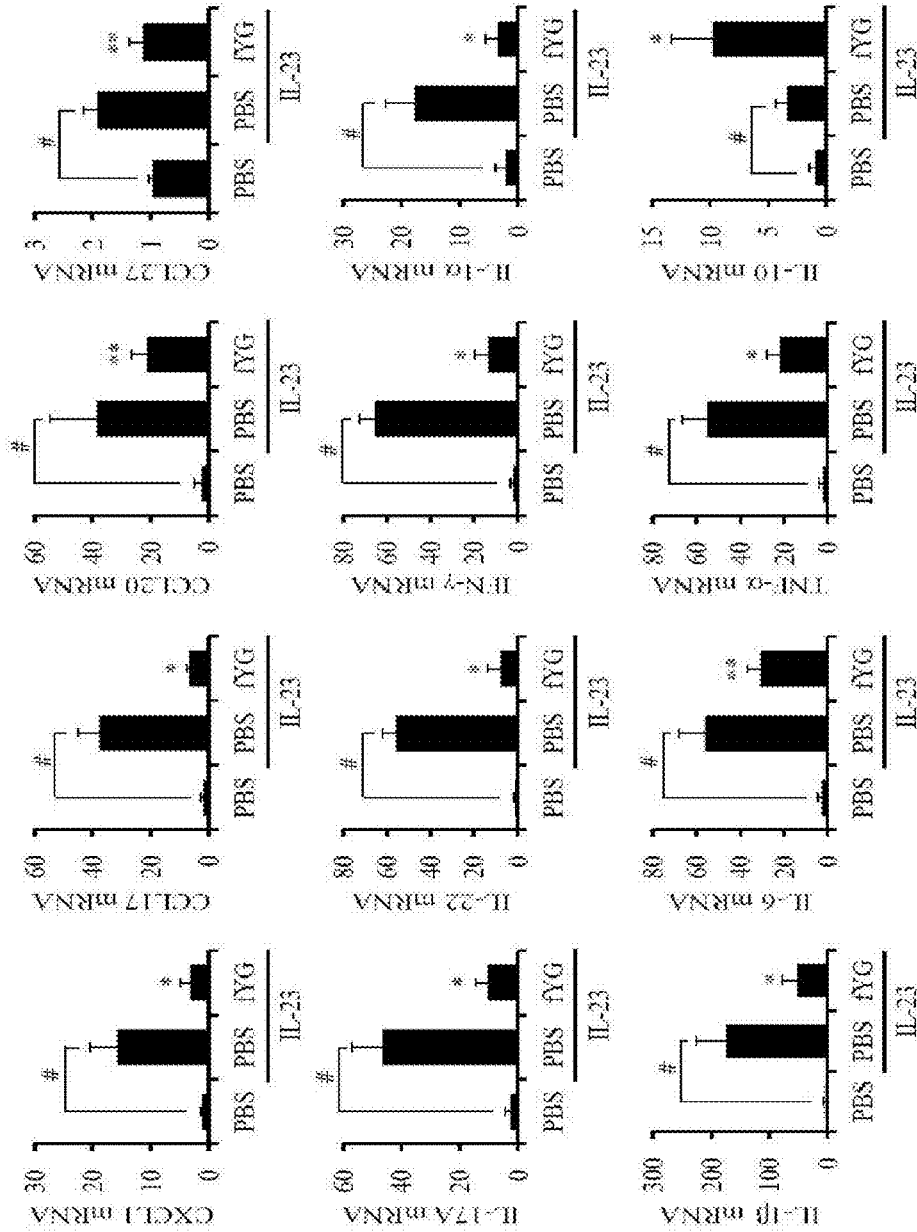 CXCL1 mRNA
30
20
10
0
#
*
PBS PBS fYG
IL-23
CCL17 mRNA
60
40
20
0
#
*
PBS PBS fYG
IL-23
CCL20 mRNA
60
40
20
0
#
**
PBS PBS fYG
IL-23
CCL27 mRNA
3
2
1
0
#
**
PBS PBS fYG
IL-23
IL-17A mRNA
60
40
20
0
#
*
PBS PBS fYG
IL-23
IL-22 mRNA
80
60
40
20
0
#
*
PBS PBS fYG
IL-23
IFN-γ mRNA
80
60
40
20
0
#
*
PBS PBS fYG
IL-23
IL-1α mRNA
30
20
10
0
#
*
PBS PBS fYG
IL-23
IL-1β mRNA
300
200
100
0
#
*
PBS PBS fYG
IL-23
IL-6 mRNA
80
60
40
20
0
#
**
PBS PBS fYG
IL-23
TNF-α mRNA
80
60
40
20
0
#
*
PBS PBS fYG
IL-23
IL-10 mRNA
15
10
5
0
#
*
PBS PBS fYG
IL-23